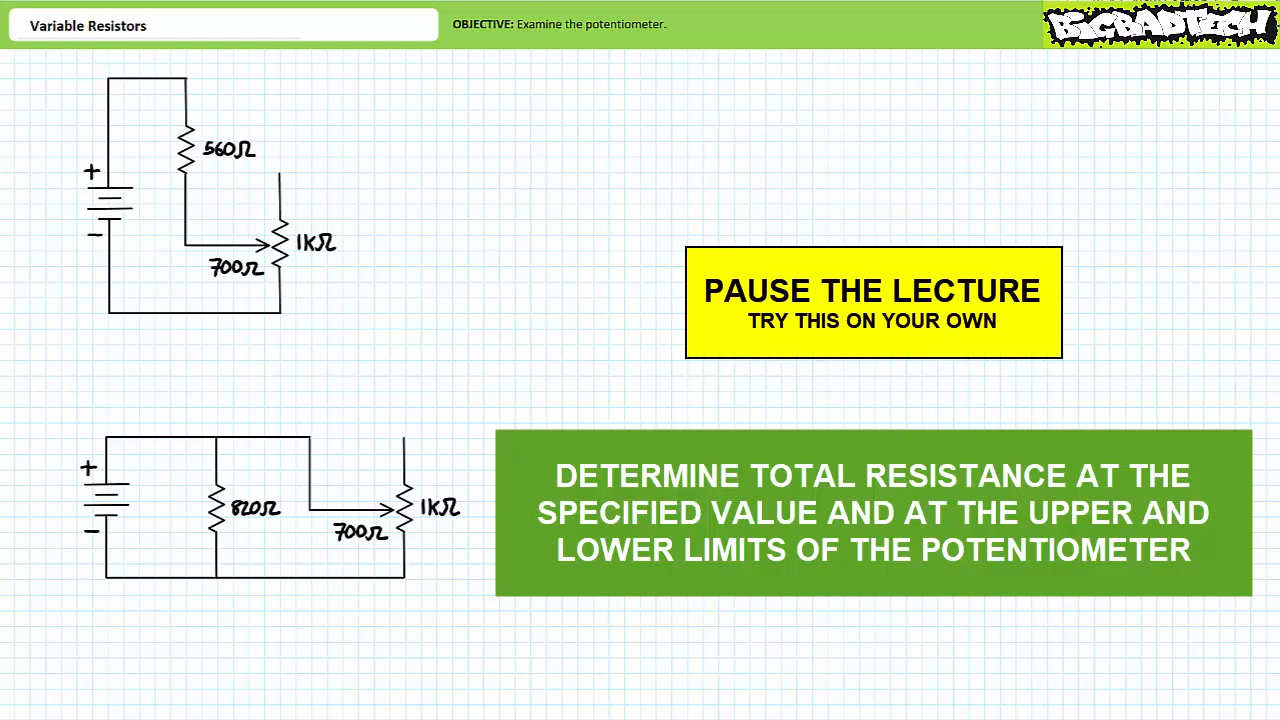 Variable Resistors
OBJECTIVE: Examine the potentiometer.
BIGBADTECH
+
560Ω
-
1KΩ
700Ω
PAUSE THE LECTURE
TRY THIS ON YOUR OWN
+
820Ω
-
1KΩ
700Ω
DETERMINE TOTAL RESISTANCE AT THE
SPECIFIED VALUE AND AT THE UPPER AND
LOWER LIMITS OF THE POTENTIOMETER